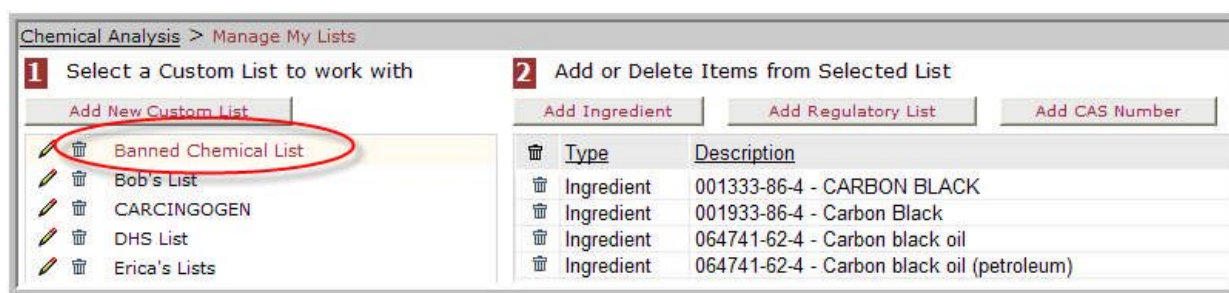 Chemical Analysis > Manage My Lists
1 Select a Custom List to work with
Add New Custom List
Banned Chemical List
Bob's List
CARCINGOGEN
DHS List
Erica's Lists
2 Add or Delete Items from Selected List
Add Ingredient Add Regulatory List Add CAS Number
Type Description
Ingredient 001333-86-4 - CARBON BLACK
Ingredient 001933-86-4 - Carbon Black
Ingredient 064741-62-4 - Carbon black oil
Ingredient 064741-62-4 - Carbon black oil (petroleum)